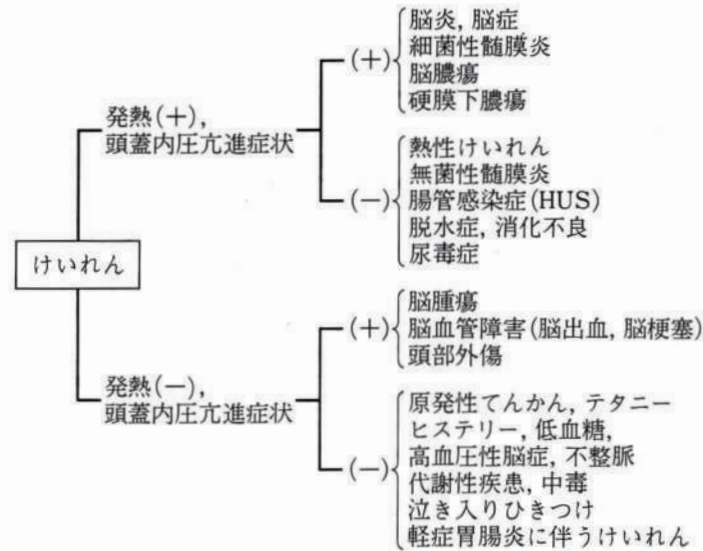 けいれん
発熱(+),
頭蓋内圧亢進症状
(+)
脳炎, 脳症
細菌性髄膜炎
脳膿瘍
硬膜下膿瘍
(−)
熱性けいれん
無菌性髄膜炎
腸管感染症(HUS)
脱水症, 消化不良
尿毒症
発熱(−),
頭蓋内圧亢進症状
(+)
脳腫瘍
脳血管障害(脳出血, 脳梗塞)
頭部外傷
(−)
原発性てんかん, テタニー
ヒステリー, 低血糖,
高血圧性脳症, 不整脈
代謝性疾患, 中毒
泣き入りひきつけ
軽症胃腸炎に伴うけいれん